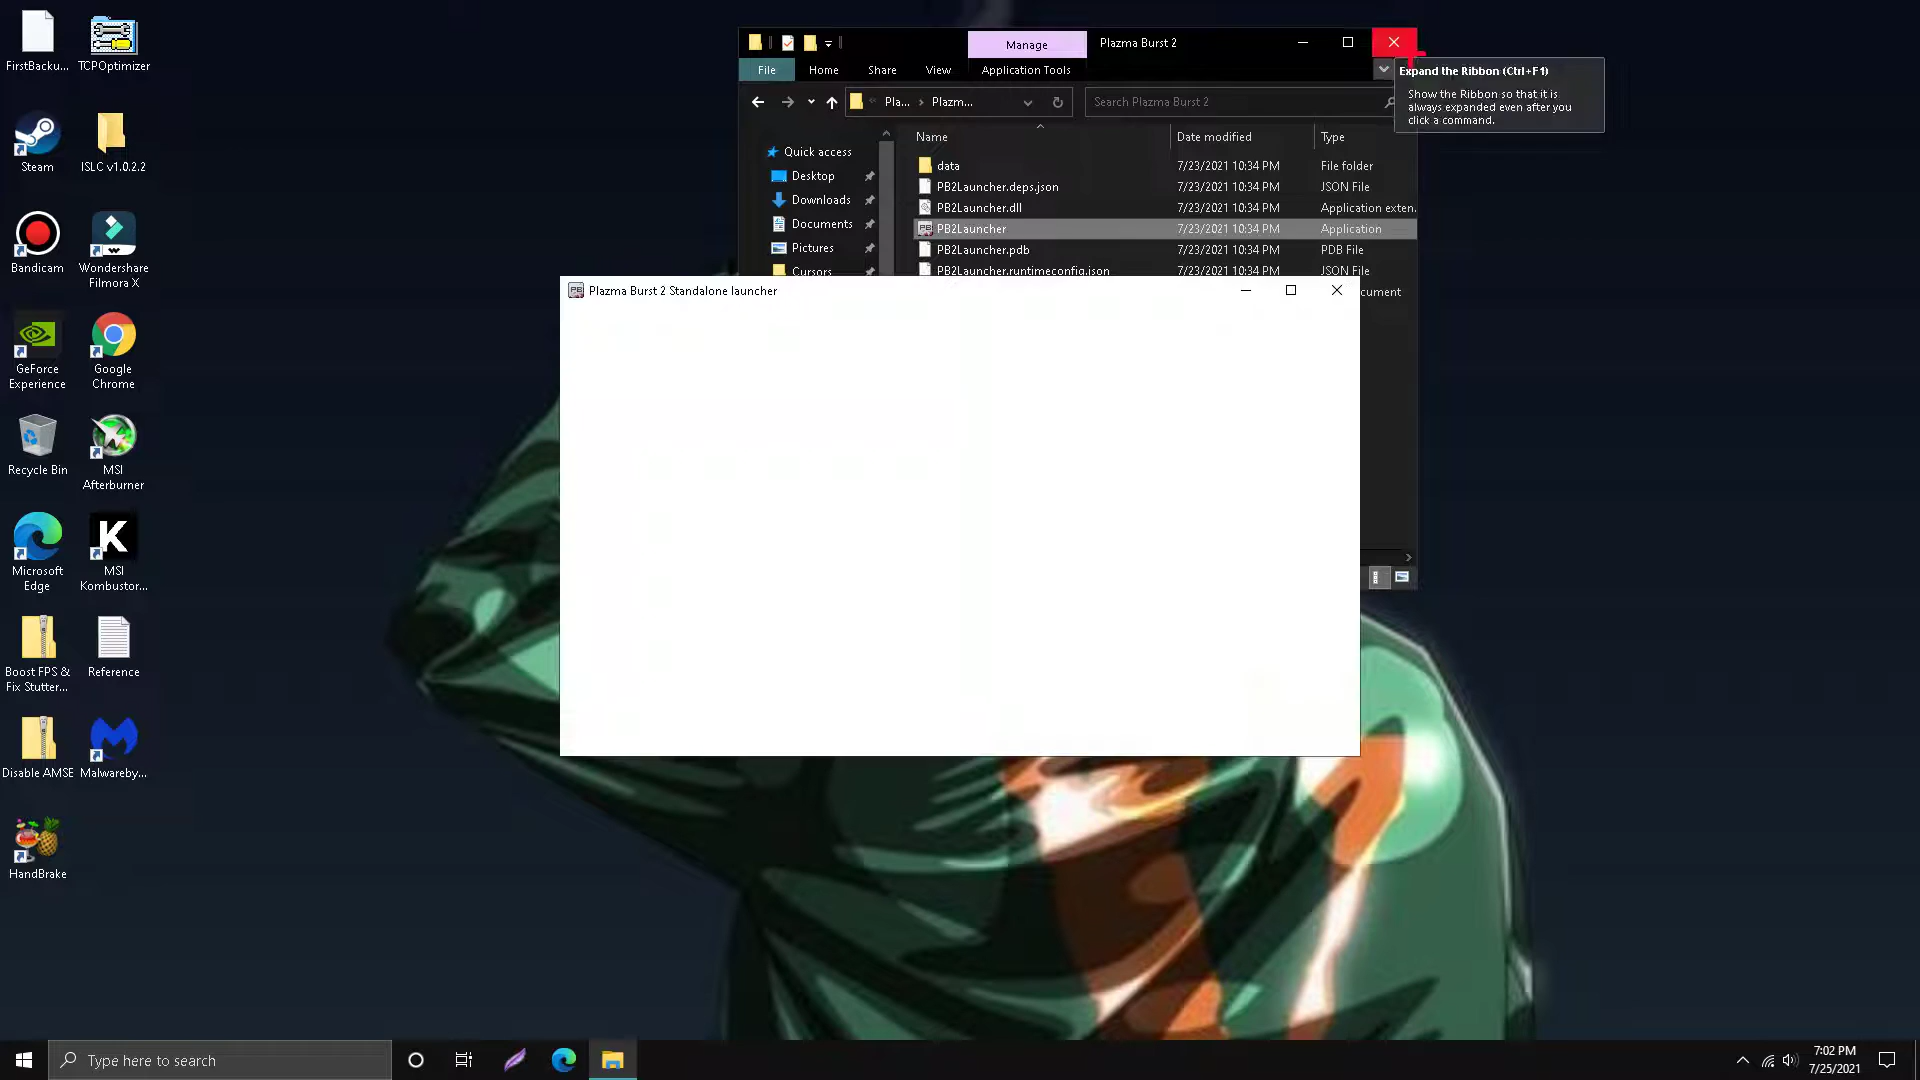 FirstBacku...
TCPOptimizer
Steam
ISLC v1.0.2.2
Bandicam
Wondershare
Filmora X
GeForce
Experience
Google
Chrome
Recycle Bin
MSI
Afterburner
Microsoft
Edge
K
MSI
Kombustor...
Boost FPS &
Fix Stutter...
Reference
Disable AMSE
Malwareby...
HandBrake
Manage
Plazma Burst 2
File
Home
Share
View
Application Tools
Expand the Ribbon (Ctrl+F1)
Show the Ribbon so that it is
always expanded even after you
click a command.
Pla...
Plazm...
Search Plazma Burst 2
Name
Date modified
Type
Quick access
Desktop
Downloads
Documents
Pictures
Cursors
data 7/23/2021 10:34 PM File folder
PB2Launcher.deps.json 7/23/2021 10:34 PM JSON File
PB2Launcher.dll 7/23/2021 10:34 PM Application exten...
PB2Launcher 7/23/2021 10:34 PM Application
PB2Launcher.pdb 7/23/2021 10:34 PM PDB File
PB2Launcher.runtimeconfig.json 7/23/2021 10:34 PM JSON File
cument
PB Plazma Burst 2 Standalone launcher
Type here to search
7:02 PM
7/25/2021